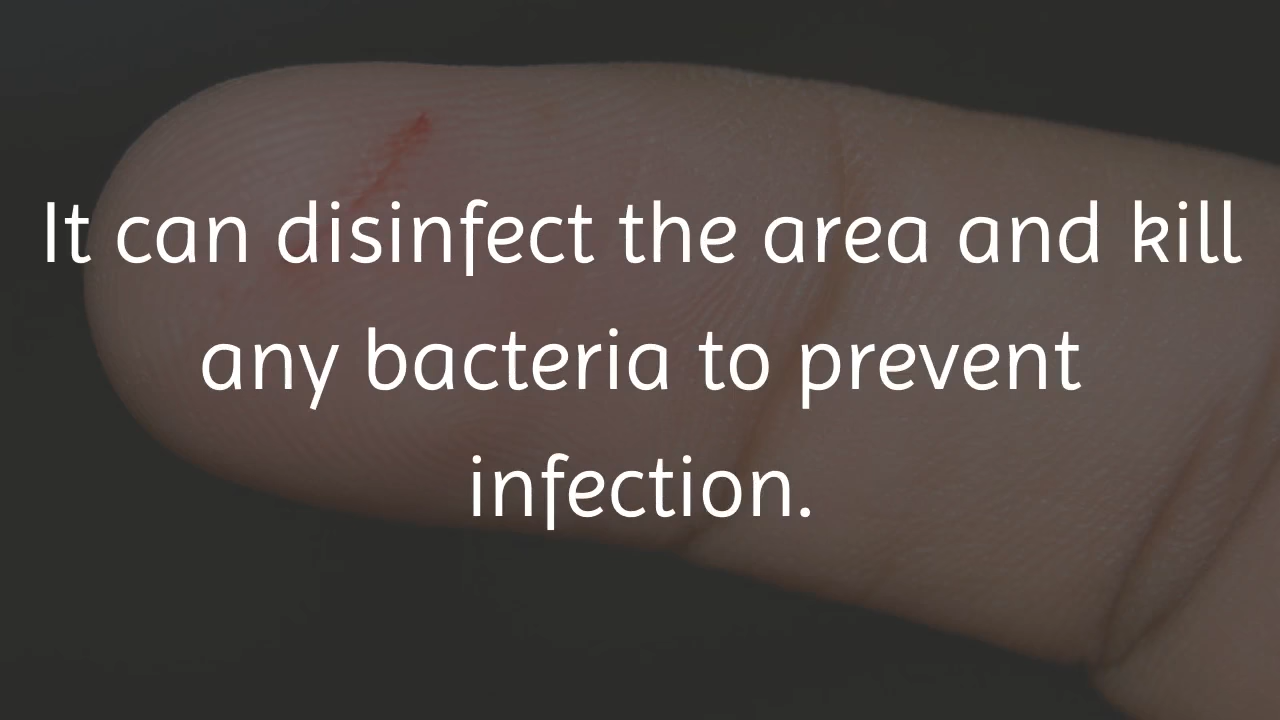 It can disinfect the area and kill
any bacteria to prevent
infection.